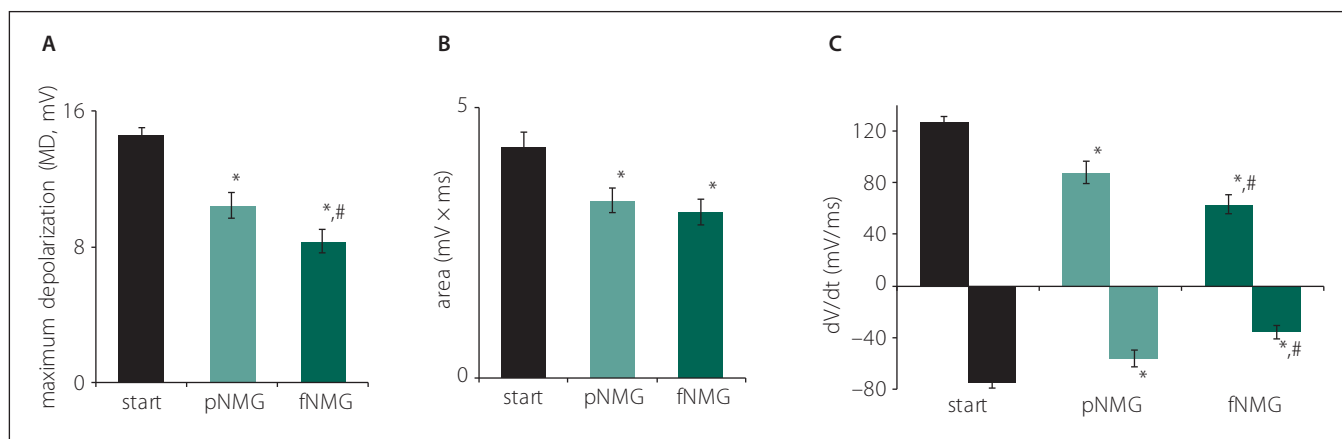 A
B
C
maximum depolarization (MD, mV)
16
8
0
*
*,#
start
pNMG
fNMG
area (mV × ms)
5
0
*
*
start
pNMG
fNMG
dV/dt (mV/ms)
120
80
40
0
−40
−80
*
*,#
*
*,#
start
pNMG
fNMG